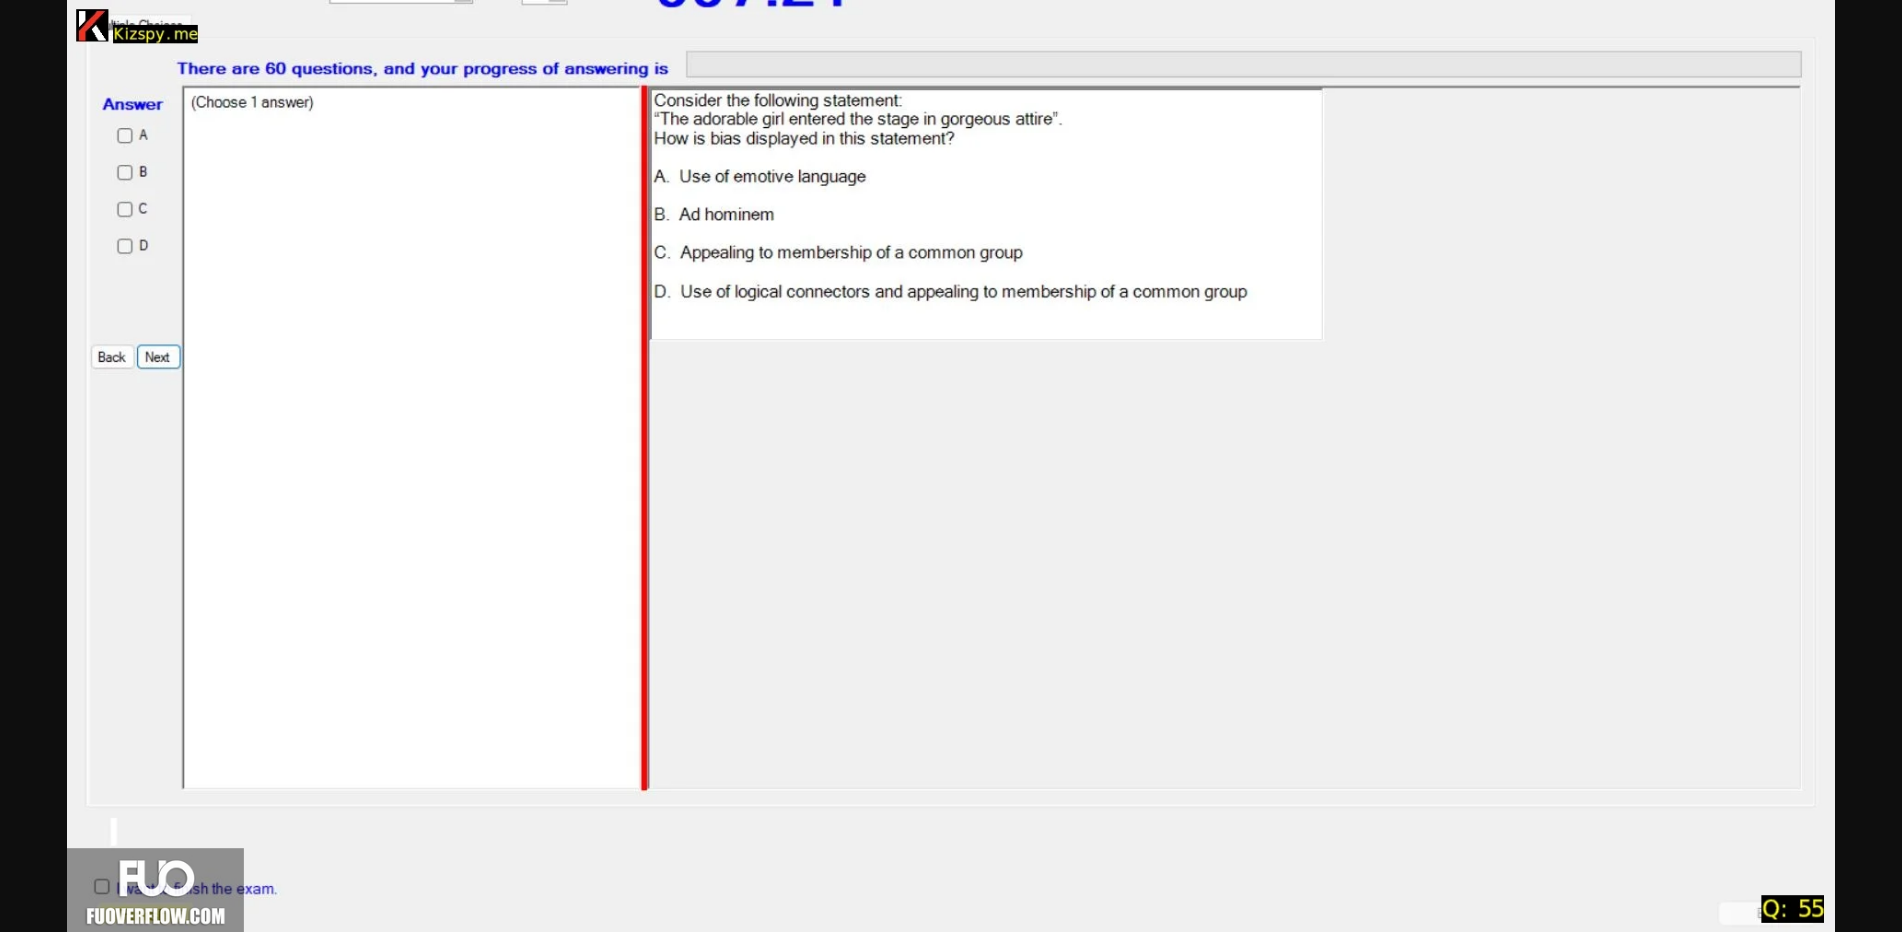 Kizspy.me
There are 60 questions, and your progress of answering is
Answer
(Choose 1 answer)
A
B
C
D
Back
Next
Consider the following statement:
“The adorable girl entered the stage in gorgeous attire”.
How is bias displayed in this statement?
A. Use of emotive language
B. Ad hominem
C. Appealing to membership of a common group
D. Use of logical connectors and appealing to membership of a common group
FUO
the exam.
FUOVERFLOW.COM
Q: 55